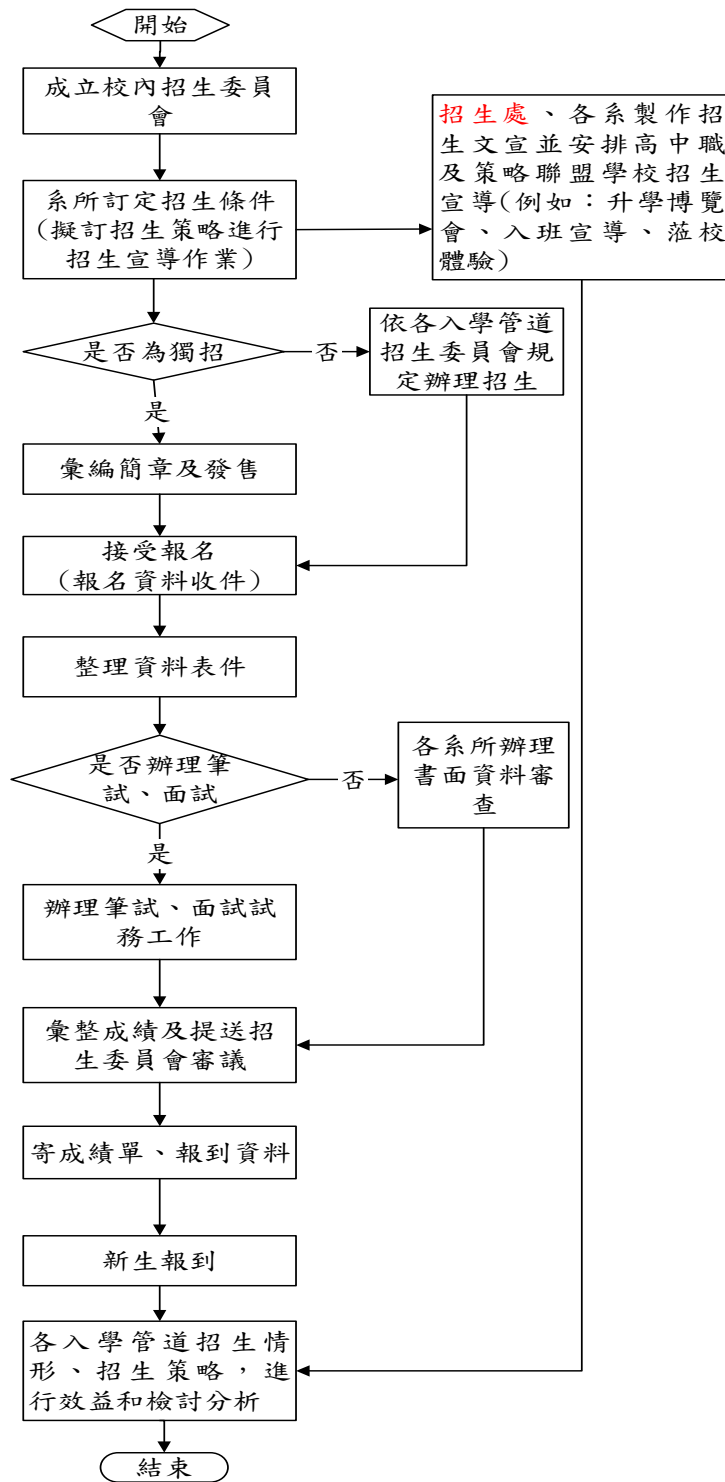 開始
成立校內招生委員
會
招生處、各系製作招
生文宣並安排高中職
及策略聯盟學校招生
宣導(例如：升學博覽
會、入班宣導、蒞校
體驗)
系所訂定招生條件
(擬訂招生策略進行
招生宣導作業)
是否為獨招
否
依各入學管道
招生委員會規
定辦理招生
是
彙編簡章及發售
接受報名
(報名資料收件)
整理資料表件
是否辦理筆
試、面試
否
各系所辦理
書面資料審
查
是
辦理筆試、面試試
務工作
彙整成績及提送招
生委員會審議
寄成績單、報到資料
新生報到
各入學管道招生情
形、招生策略，進
行效益和檢討分析
結束